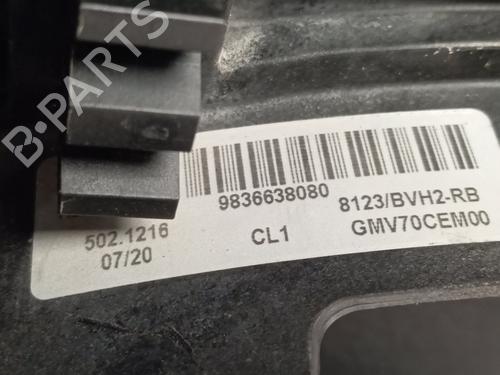 B-PARTS
9836638080
8123/BVH2-RB
502.1216
CL1
GMV70CEM00
07/20